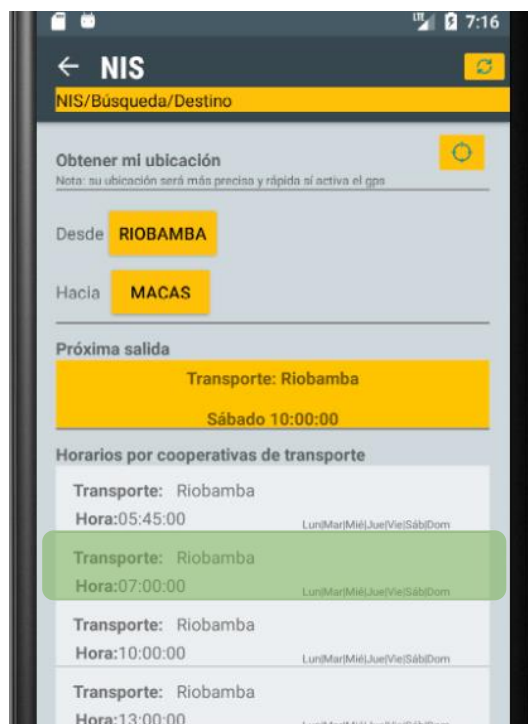 LTE 7:16
NIS
NIS/Búsqueda/Destino
Obtener mi ubicación
Nota: su ubicación será más precisa y rápida sí activa el gps
Desde RIOBAMBA
Hacia MACAS
Próxima salida
Transporte: Riobamba
Sábado 10:00:00
Horarios por cooperativas de transporte
Transporte: Riobamba
Hora:05:45:00 Lun|Mar|Mié|Jue|Vie|Sáb|Dom
Transporte: Riobamba
Hora:07:00:00 Lun|Mar|Mié|Jue|Vie|Sáb|Dom
Transporte: Riobamba
Hora:10:00:00 Lun|Mar|Mié|Jue|Vie|Sáb|Dom
Transporte: Riobamba
Hora:13:00:00